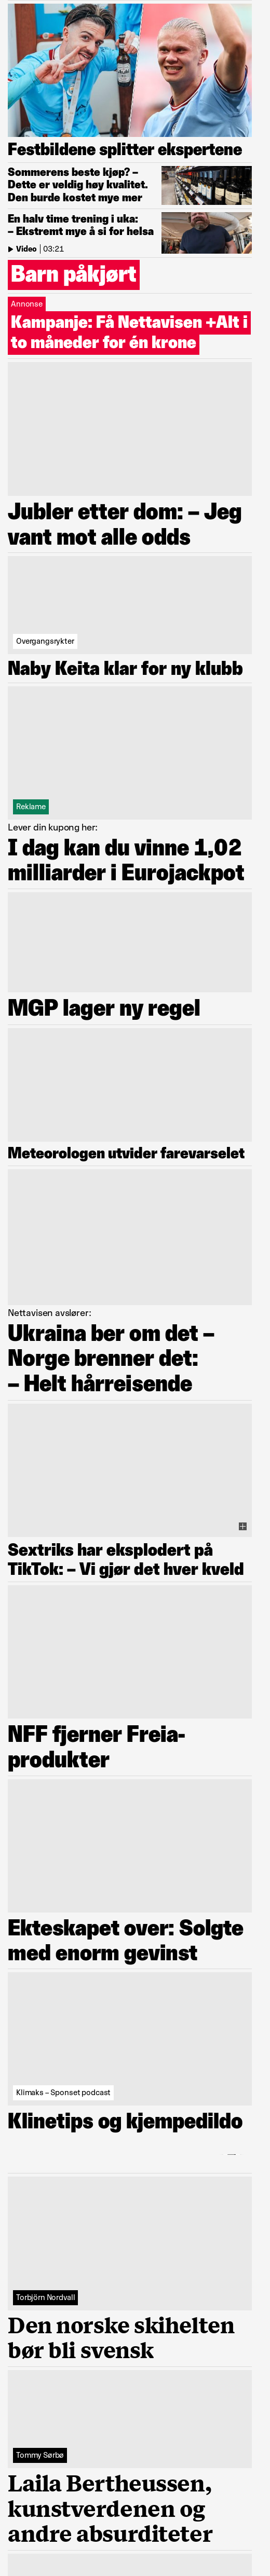 Festbildene splitter ekspertene
Sommerens beste kjøp? –
Dette er veldig høy kvalitet.
Den burde kostet mye mer
En halv time trening i uka:
– Ekstremt mye å si for helsa
Video | 03:21
Barn påkjørt
Annonse
Kampanje: Få Nettavisen +Alt i
to måneder for én krone
Jubler etter dom: – Jeg
vant mot alle odds
Overgangsrykter
Naby Keita klar for ny klubb
Reklame
Lever din kupong her:
I dag kan du vinne 1,02
milliarder i Eurojackpot
MGP lager ny regel
Meteorologen utvider farevarselet
Nettavisen avslører:
Ukraina ber om det –
Norge brenner det:
– Helt hårreisende
Sextriks har eksplodert på
TikTok: – Vi gjør det hver kveld
NFF fjerner Freia-
produkter
Ekteskapet over: Solgte
med enorm gevinst
Klimaks – Sponset podcast
Klinetips og kjempedildo
Torbjörn Nordvall
Den norske skihelten
bør bli svensk
Tommy Sørbø
Laila Bertheussen,
kunstverdenen og
andre absurditeter